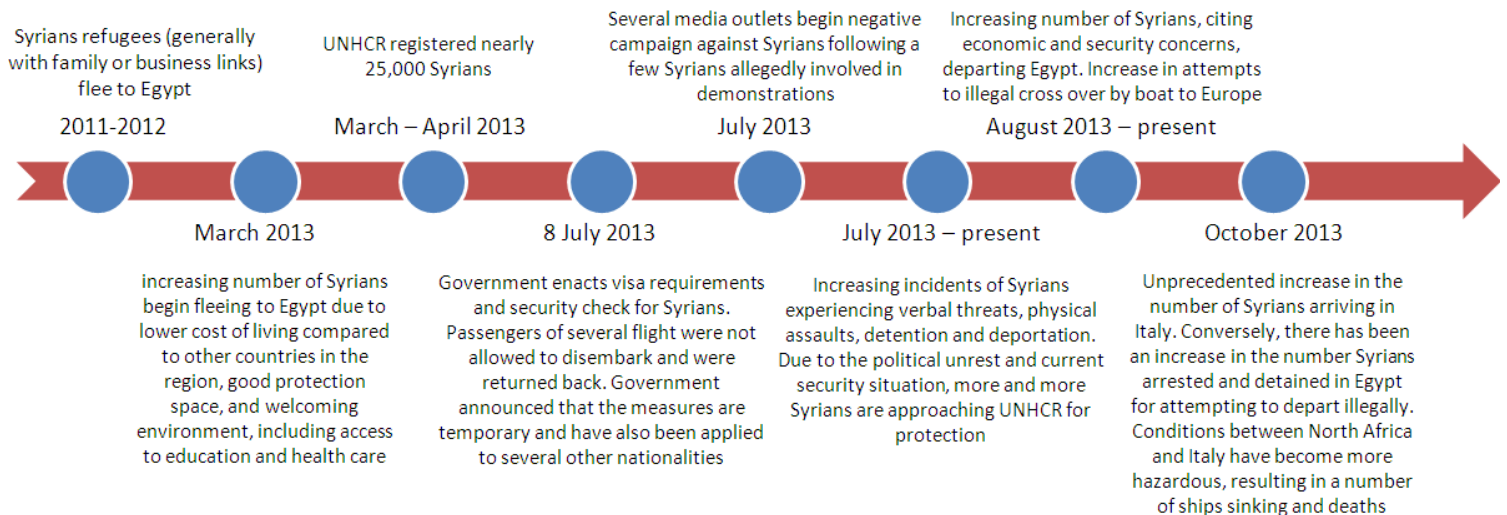 Syrians refugees (generally
with family or business links)
flee to Egypt
2011-2012
March 2013
increasing number of Syrians
begin fleeing to Egypt due to
lower cost of living compared
to other countries in the
region, good protection
space, and welcoming
environment, including access
to education and health care
UNHCR registered nearly
25,000 Syrians
March – April 2013
8 July 2013
Government enacts visa requirements
and security check for Syrians.
Passengers of several flight were not
allowed to disembark and were
returned back. Government
announced that the measures are
temporary and have also been applied
to several other nationalities
Several media outlets begin negative
campaign against Syrians following a
few Syrians allegedly involved in
demonstrations
July 2013
July 2013 – present
Increasing incidents of Syrians
experiencing verbal threats, physical
assaults, detention and deportation.
Due to the political unrest and current
security situation, more and more
Syrians are approaching UNHCR for
protection
Increasing number of Syrians, citing
economic and security concerns,
departing Egypt. Increase in attempts
to illegal cross over by boat to Europe
August 2013 – present
October 2013
Unprecedented increase in the
number of Syrians arriving in
Italy. Conversely, there has been
an increase in the number Syrians
arrested and detained in Egypt
for attempting to depart illegally.
Conditions between North Africa
and Italy have become more
hazardous, resulting in a number
of ships sinking and deaths